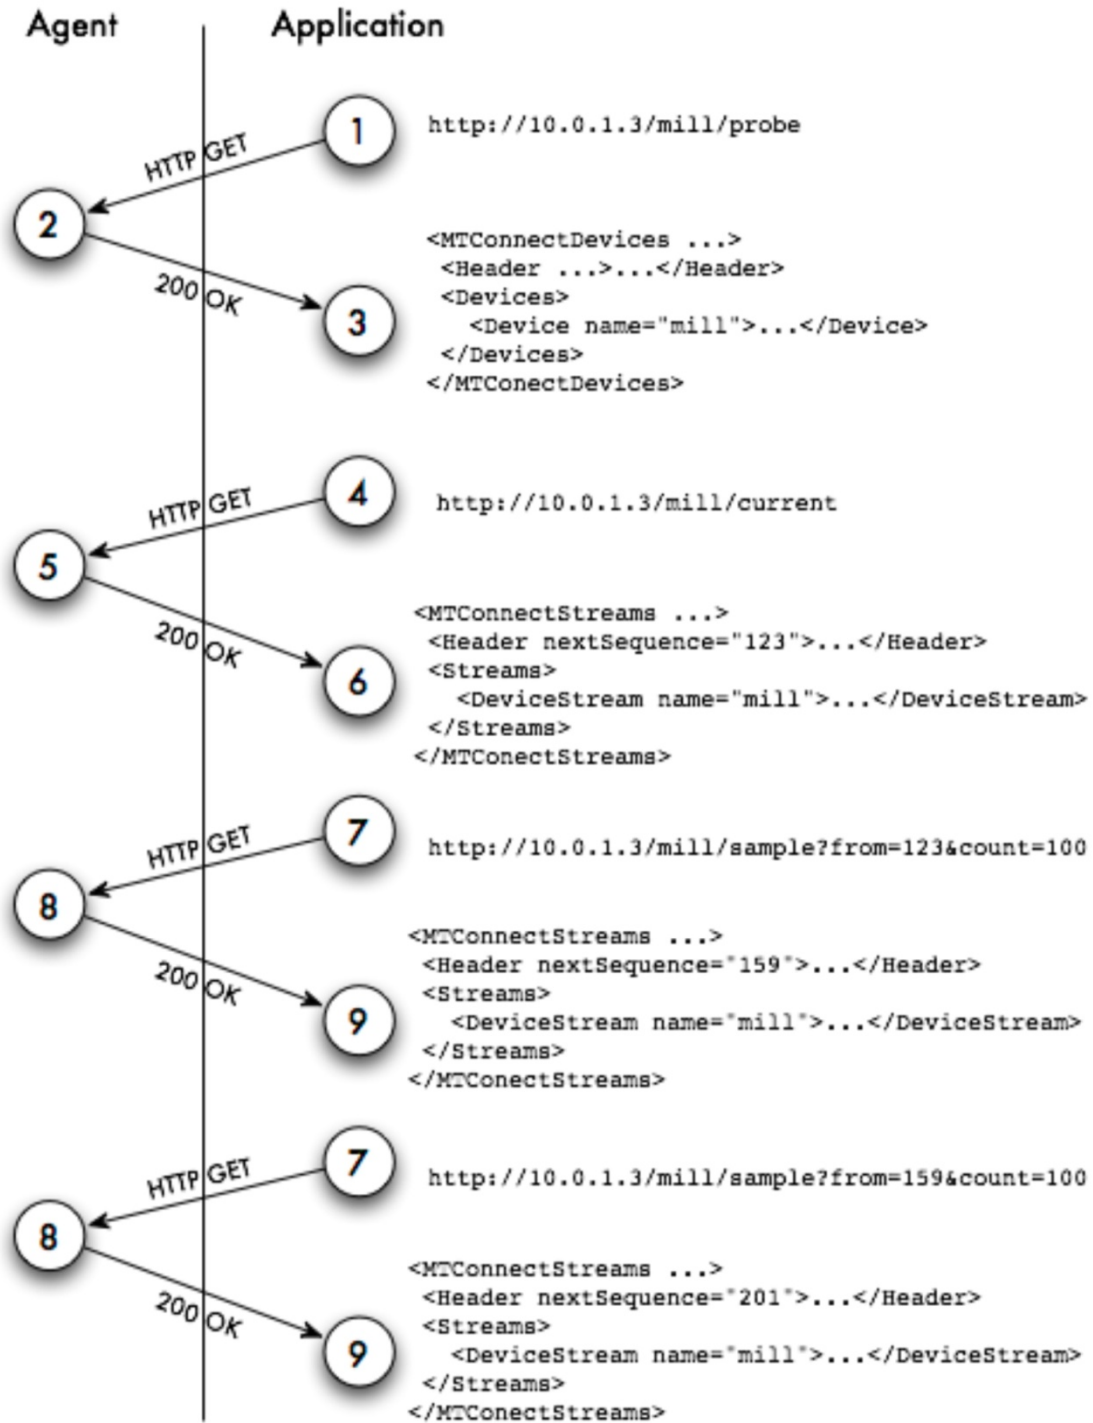 Agent Application
1 http://10.0.1.3/mill/probe
HTTP GET
2
<MTConnectDevices ...>
<Header ...>...</Header>
<Devices>
200 OK
3 <Device name="mill">...</Device>
</Devices>
</MTConectDevices>
4 http://10.0.1.3/mill/current
HTTP GET
5
<MTConnectStreams ...>
<Header nextSequence="123">...</Header>
200 OK
<Streams>
6 <DeviceStream name="mill">...</DeviceStream>
</Streams>
</MTConectStreams>
7 http://10.0.1.3/mill/sample?from=123&count=100
HTTP GET
8
<MTConnectStreams ...>
<Header nextSequence="159">...</Header>
200 OK
<Streams>
9 <DeviceStream name="mill">...</DeviceStream>
</Streams>
</MTConectStreams>
7 http://10.0.1.3/mill/sample?from=159&count=100
HTTP GET
8
<MTConnectStreams ...>
<Header nextSequence="201">...</Header>
200 OK
<Streams>
9 <DeviceStream name="mill">...</DeviceStream>
</Streams>
</MTConectStreams>